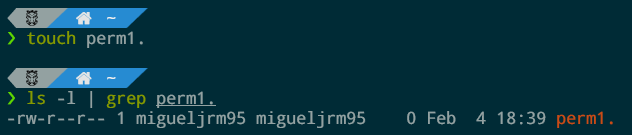 ~
❯ touch perm1.
~
❯ ls -l | grep perm1.
-rw-r--r-- 1 migueljrm95 migueljrm95    0 Feb  4 18:39 perm1.